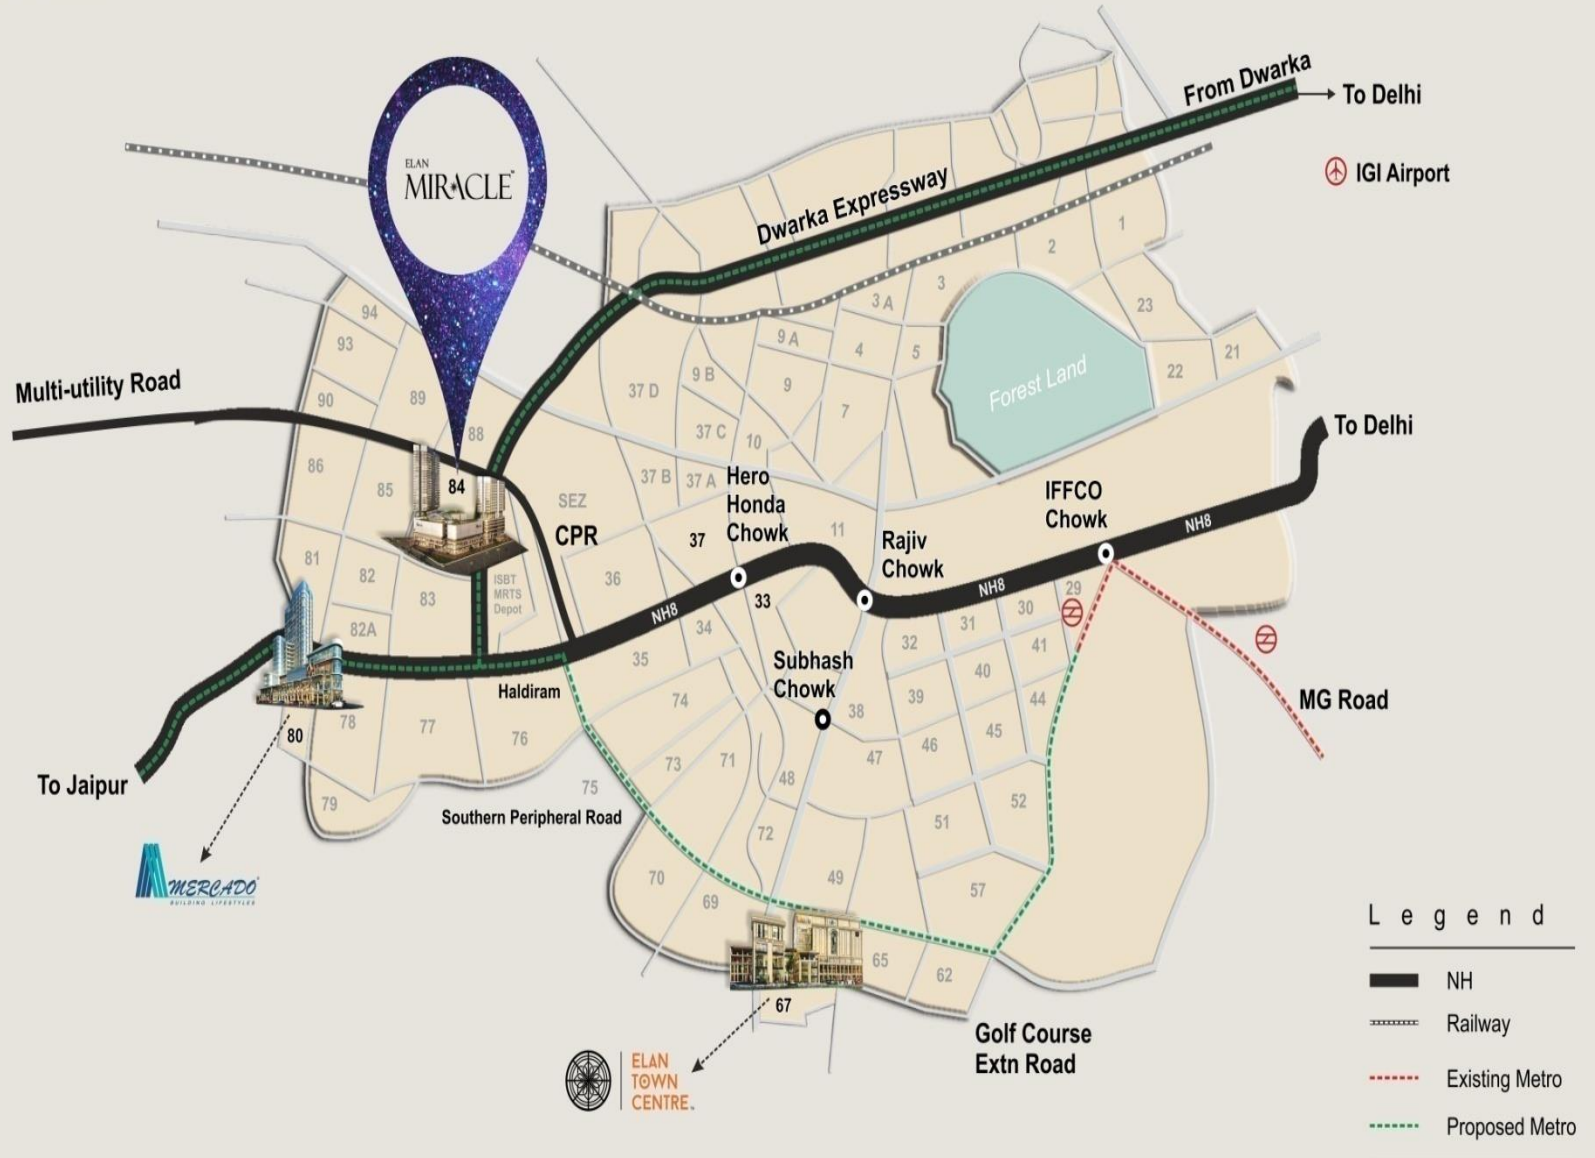 From Dwarka
To Delhi
IGI Airport
ELAN
MIRACLE™
Dwarka Expressway
1
2
3
3 A
23
94
93
9 A
4
5
22
21
Forest Land
Multi-utility Road
90
89
37 D
9 B
9
7
88
37 C
10
To Delhi
86
85
84
SEZ
37 B
37 A
Hero
Honda
Chowk
IFFCO
Chowk
CPR
37
11
Rajiv
Chowk
NH8
81
82
83
ISBT
MRTS
Depot
36
NH8
33
NH8
29
30
31
82A
34
32
41
35
Subhash
Chowk
40
Haldiram
74
38
39
44
MG Road
80
78
77
76
73
71
47
46
45
To Jaipur
75
48
79
Southern Peripheral Road
72
51
52
MERCADO
BUILDING LIFESTYLES
70
69
49
57
65
62
67
Golf Course
Extn Road
ELAN
TOWN
CENTRE™
Legend
NH
Railway
Existing Metro
Proposed Metro